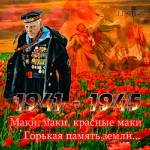 1941 - 1945
Маки, маки, красные маки
Горькая память земли...